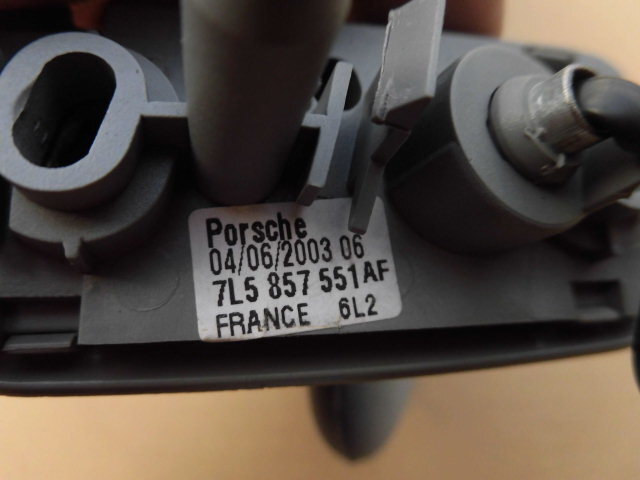 Porsche
04/06/2003 06
7L5 857 551AF
FRANCE 6L2